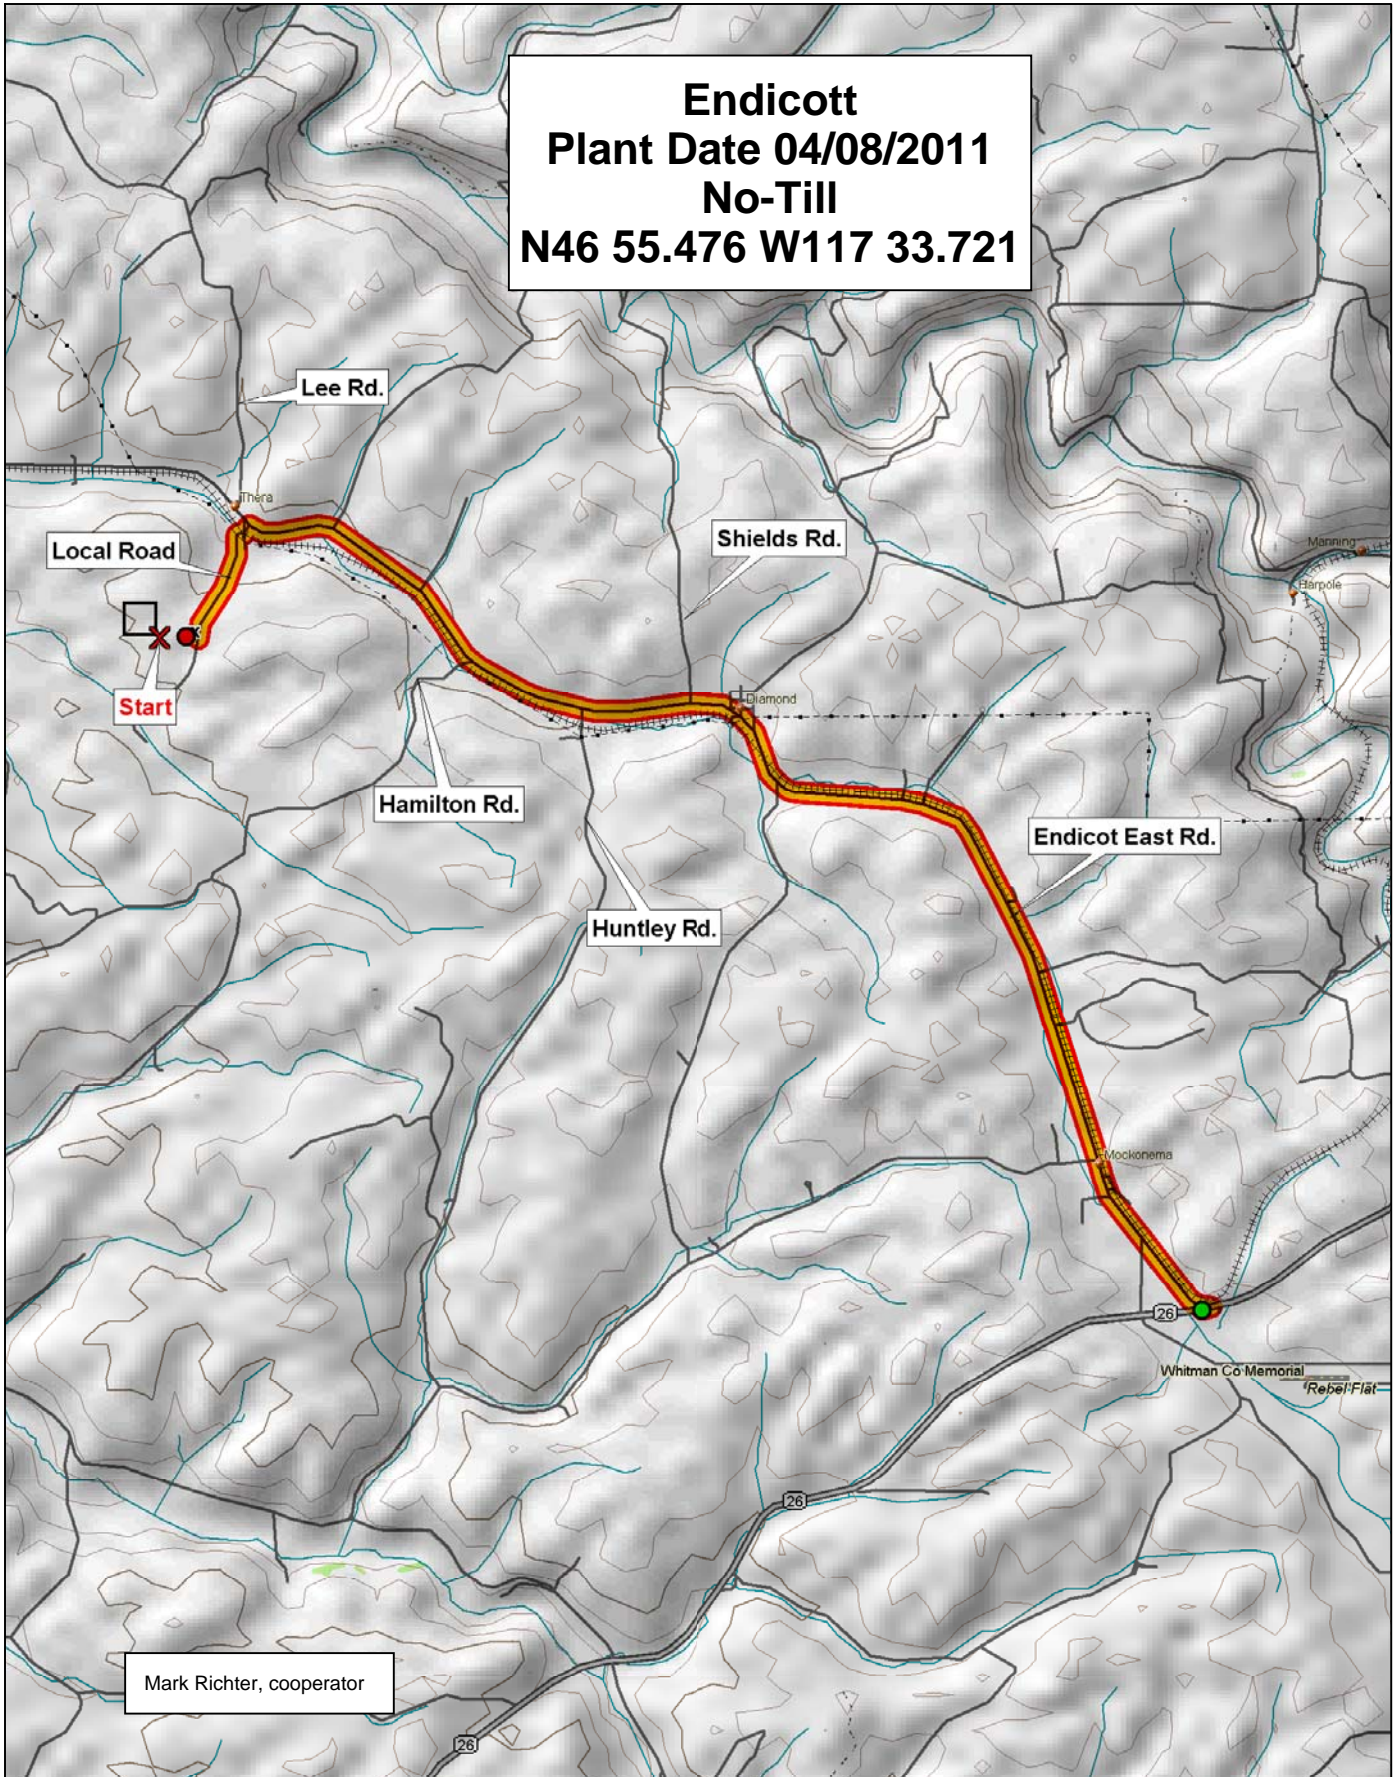 Endicott
Plant Date 04/08/2011
No-Till
N46 55.476 W117 33.721
Lee Rd.
Thera
Local Road
Shields Rd.
Manning
Harpole
Start
Diamond
Hamilton Rd.
Endicot East Rd.
Huntley Rd.
Mockonema
26
Whitman Co Memorial
Rebel Flat
26
Mark Richter, cooperator
26